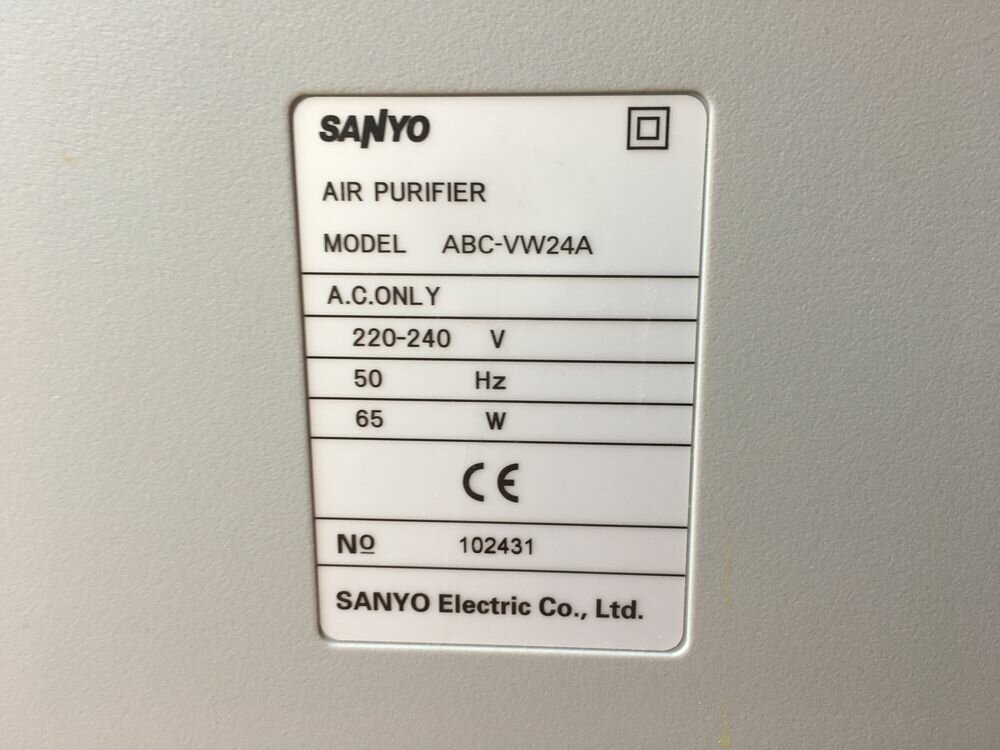 SANYO
AIR PURIFIER
MODEL ABC-VW24A
A.C.ONLY
220-240 V
50 Hz
65 W
CE
Nº 102431
SANYO Electric Co., Ltd.